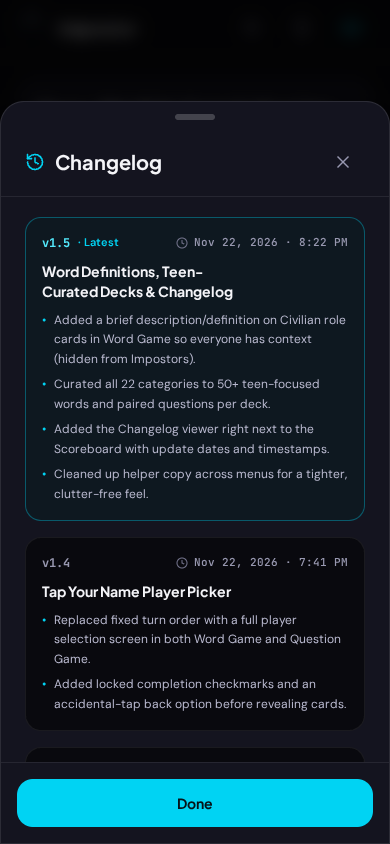 Changelog
v1.5 · Latest Nov 22, 2026 · 8:22 PM
Word Definitions, Teen-
Curated Decks & Changelog
• Added a brief description/definition on Civilian role
cards in Word Game so everyone has context
(hidden from Impostors).
• Curated all 22 categories to 50+ teen-focused
words and paired questions per deck.
• Added the Changelog viewer right next to the
Scoreboard with update dates and timestamps.
• Cleaned up helper copy across menus for a tighter,
clutter-free feel.
v1.4 Nov 22, 2026 · 7:41 PM
Tap Your Name Player Picker
• Replaced fixed turn order with a full player
selection screen in both Word Game and Question
Game.
• Added locked completion checkmarks and an
accidental-tap back option before revealing cards.
Done